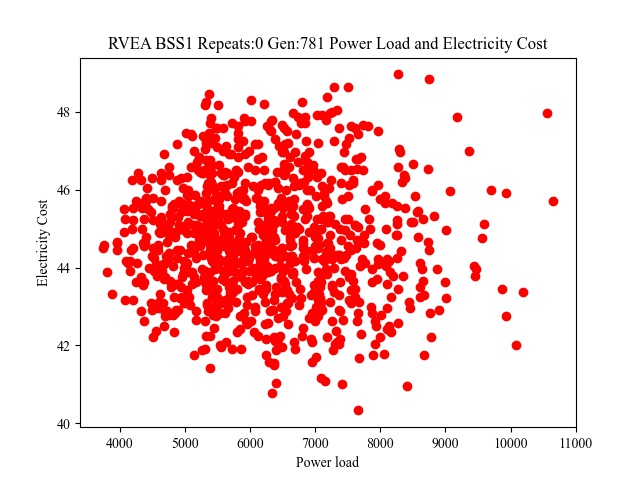 RVEA BSS1 Repeats:0 Gen:781 Power Load and Electricity Cost
48
46
44
42
40
Electricity Cost
4000 5000 6000 7000 8000 9000 10000 11000
Power load